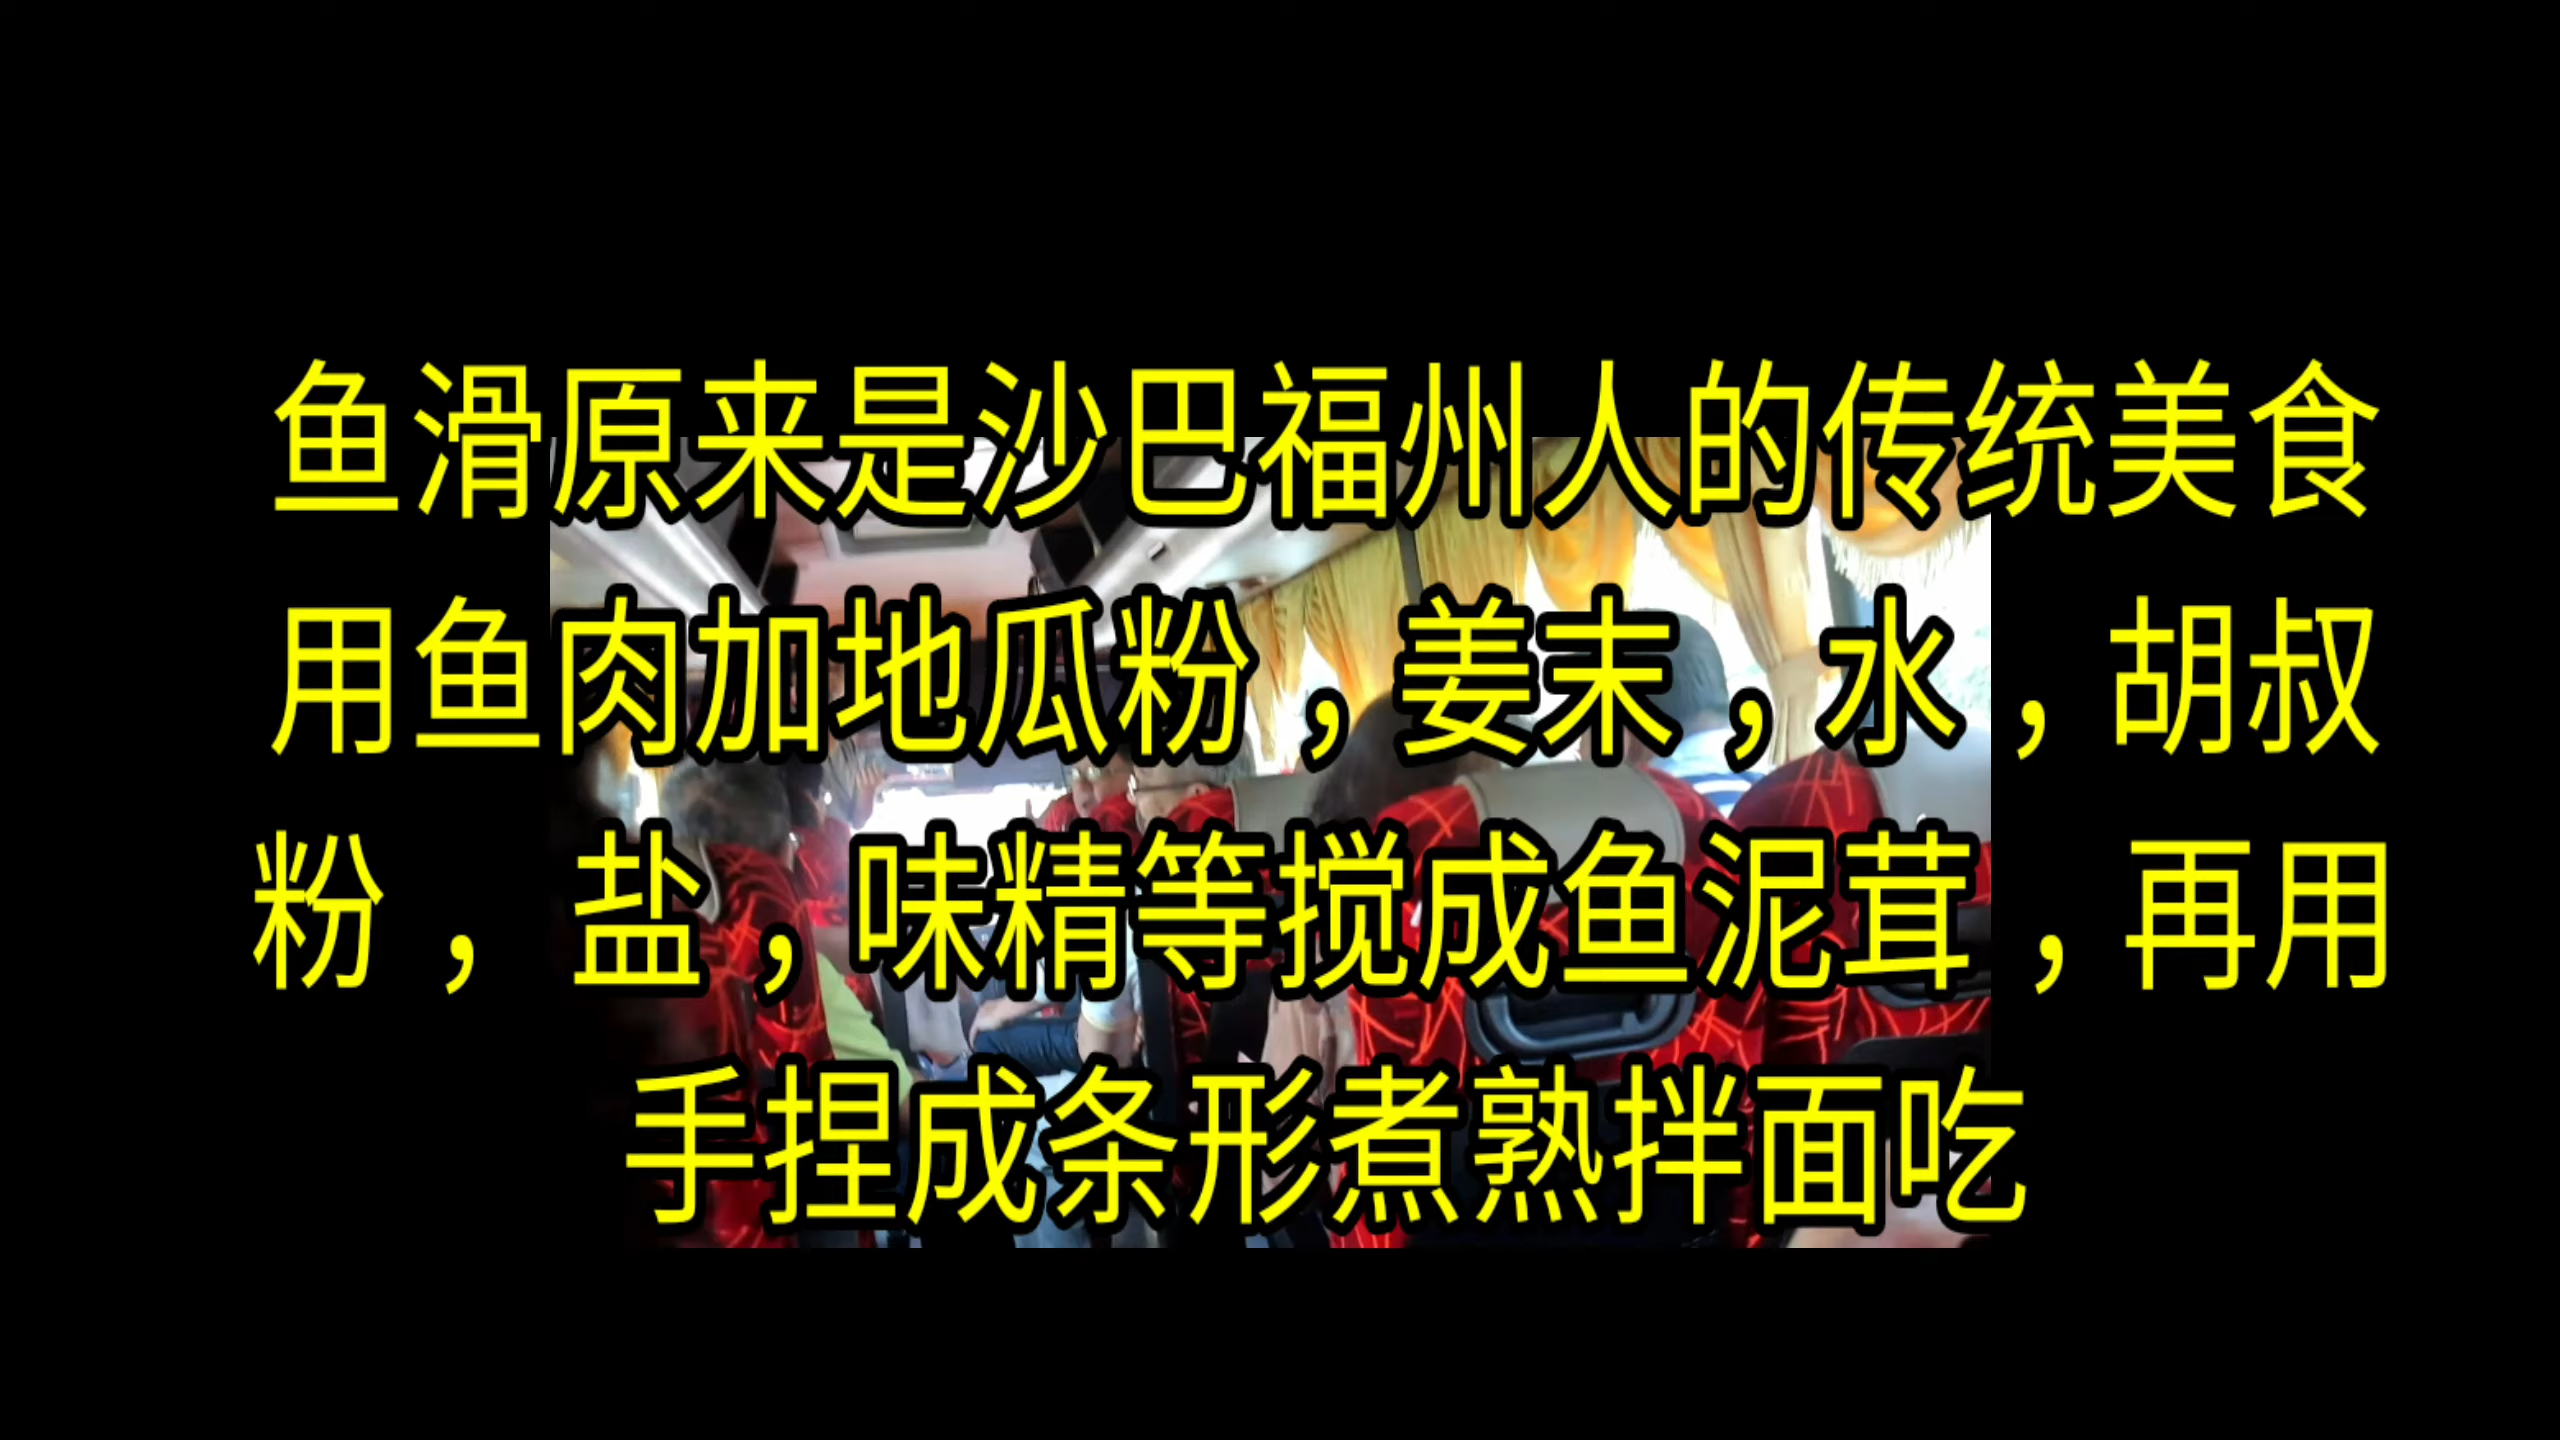 鱼滑原来是沙巴福州人的传统美食
用鱼肉加地瓜粉，姜末，水，胡叔
粉， 盐，味精等搅成鱼泥茸，再用
手捏成条形煮熟拌面吃